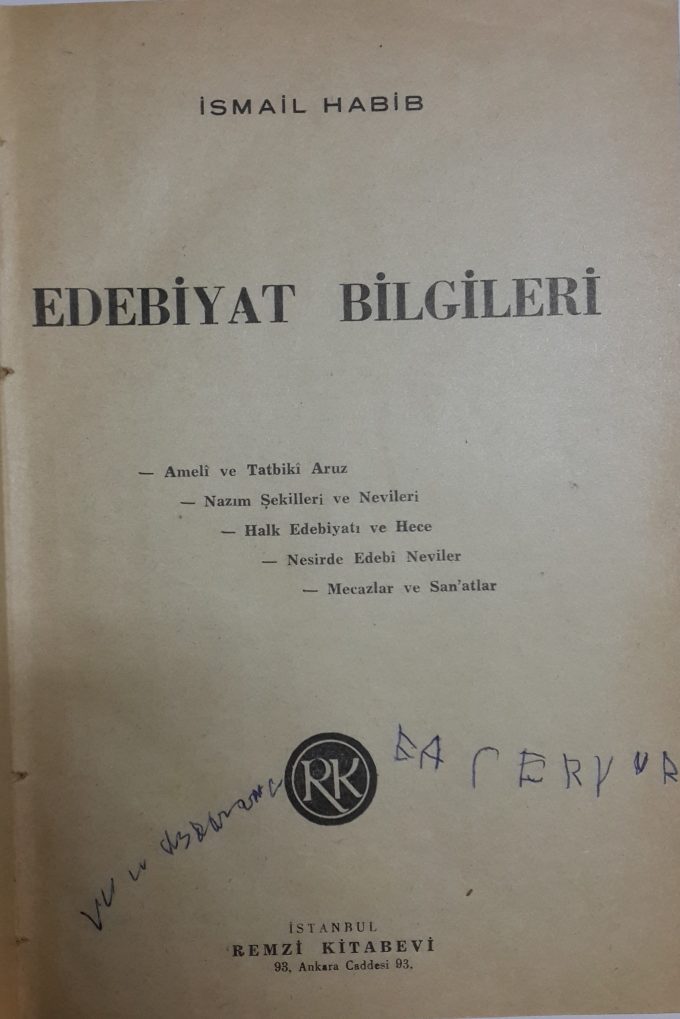 İSMAİL HABİB
EDEBİYAT BİLGİLERİ
— Amelî ve Tatbikî Aruz
— Nazım Şekilleri ve Nevileri
— Halk Edebiyatı ve Hece
— Nesirde Edebî Neviler
— Mecazlar ve San'atlar
RK
İSTANBUL
REMZİ KİTABEVİ
93, Ankara Caddesi 93,